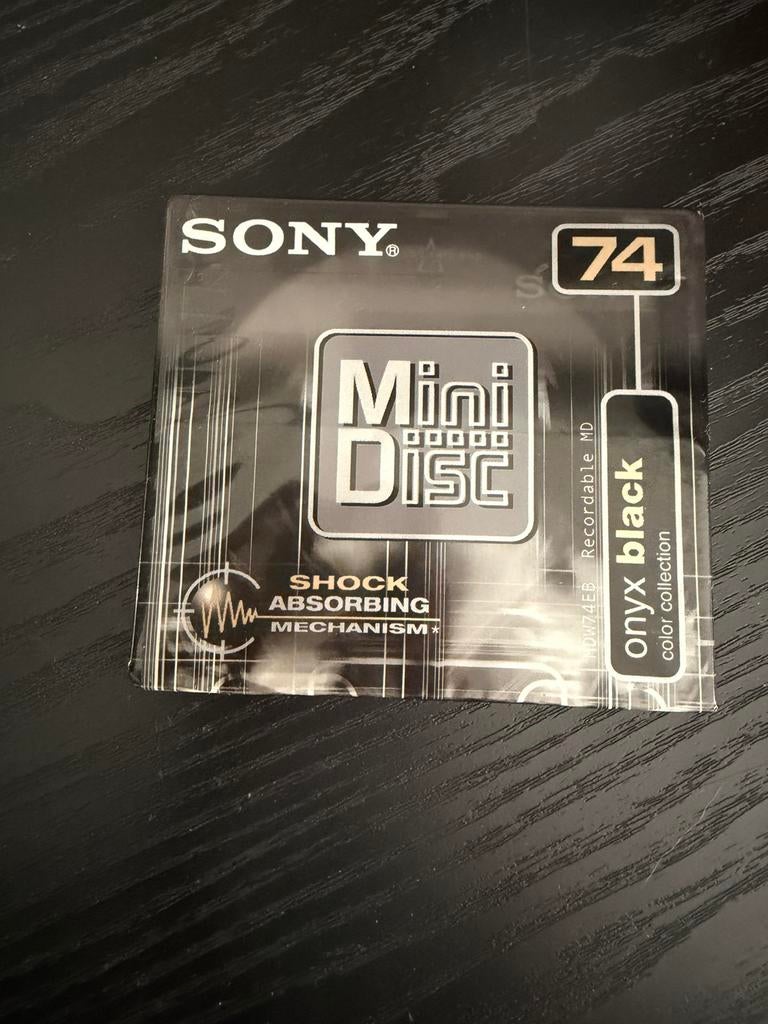 SONY®
74
Mini
Disc
MDW74EB Recordable MD
onyx black
color collection
SHOCK
ABSORBING
MECHANISM*